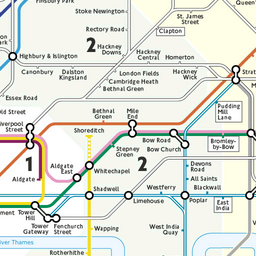 Finsbury Park
Stoke Newington
St. James
Street
Clapton
Rectory Road
2
Hackney
Downs
Hackney
Central
Homerton
Highbury & Islington
Canonbury
Dalston
Kingsland
London Fields
Cambridge Heath
Bethnal Green
Hackney
Wick
Essex Road
Old Street
Liverpool
Street
Bethnal
Green
Mile
End
Pudding
Mill
Lane
Shoreditch
Bow Road
Bow Church
Bromley-
by-Bow
Stepney
Green
1
2
Aldgate
East
Aldgate
Whitechapel
Devons
Road
All Saints
Blackwall
Shadwell
Westferry
Limehouse
Poplar
East
India
Tower
Hill
Tower
Gateway
Fenchurch
Street
Wapping
West India
Quay
River Thames
Rotherhithe